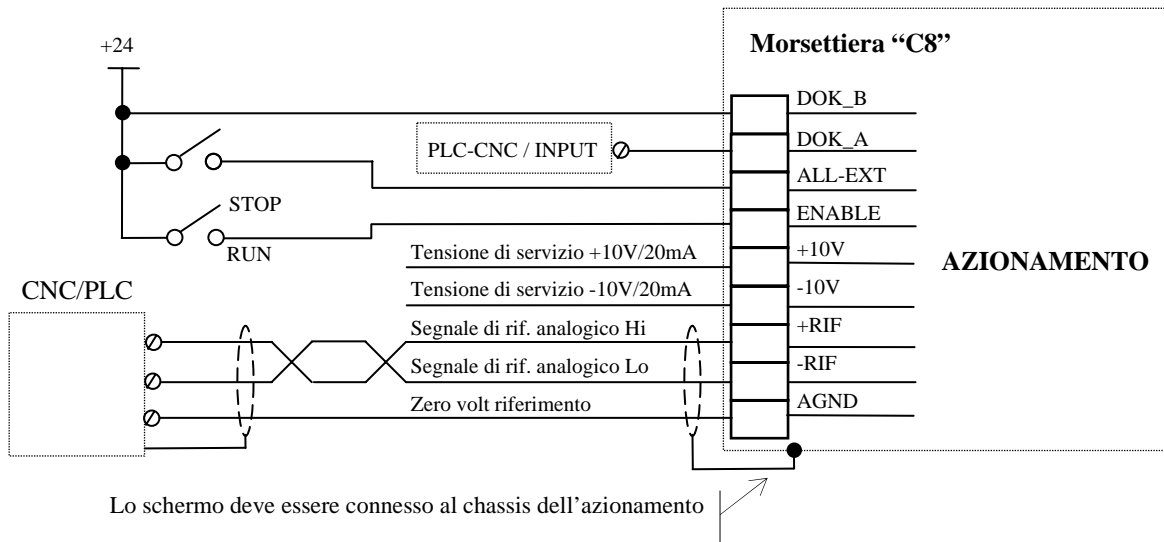 Morsettiera “C8”
+24
DOK_B
PLC-CNC / INPUT
DOK_A
ALL-EXT
STOP
ENABLE
RUN
Tensione di servizio +10V/20mA
+10V
AZIONAMENTO
Tensione di servizio -10V/20mA
-10V
CNC/PLC
Segnale di rif. analogico Hi
+RIF
Segnale di rif. analogico Lo
-RIF
Zero volt riferimento
AGND
Lo schermo deve essere connesso al chassis dell’azionamento